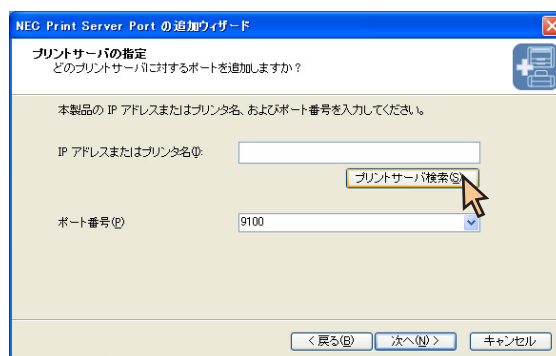 NEC Print Server Port の追加ウィザード
プリントサーバの指定
どのプリントサーバに対するポートを追加しますか?
本製品の IP アドレスまたはプリンタ名、およびポート番号を入力してください。
IP アドレスまたはプリンタ名(I):
プリントサーバ検索(S)
ポート番号(P)
9100
< 戻る(B)
次へ(N) >
キャンセル